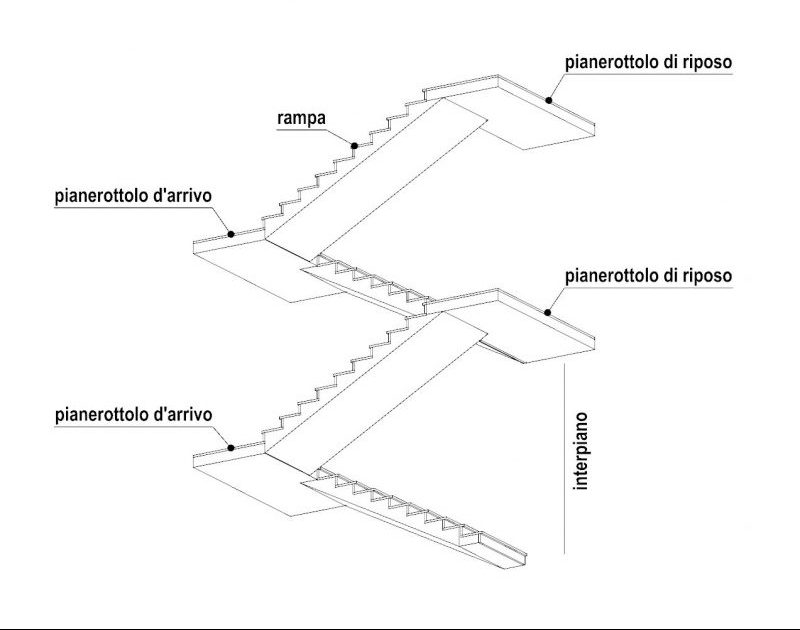 pianerottolo di riposo
rampa
pianerottolo d'arrivo
pianerottolo di riposo
pianerottolo d'arrivo
interpiano